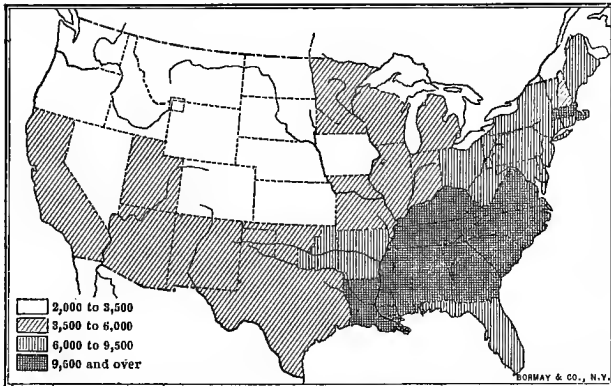 2,000 to 3,500
3,500 to 6,000
6,000 to 9,500
9,500 and over
BORMAY & CO., N.Y.